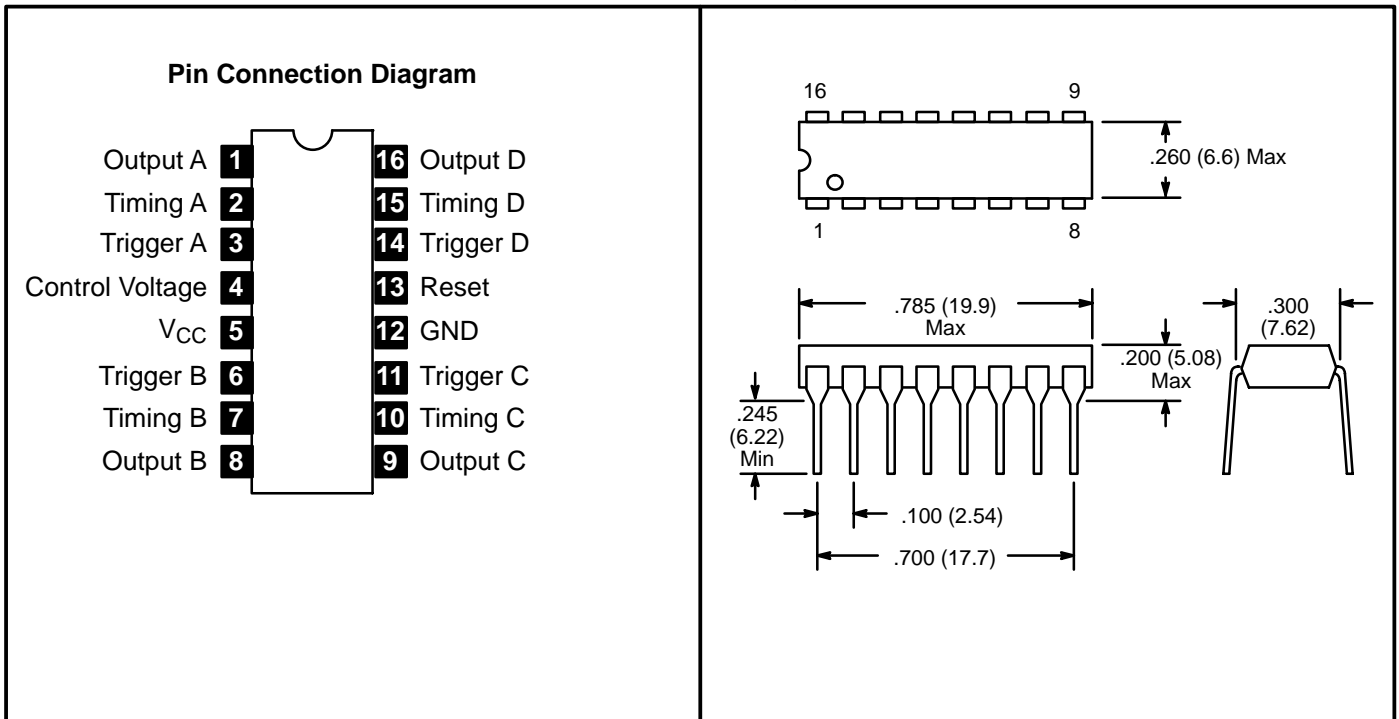 Pin Connection Diagram
Output A 1
Timing A 2
Trigger A 3
Control Voltage 4
VCC 5
Trigger B 6
Timing B 7
Output B 8
16 Output D
15 Timing D
14 Trigger D
13 Reset
12 GND
11 Trigger C
10 Timing C
9 Output C
16
9
.260 (6.6) Max
1
8
.785 (19.9)
Max
.300
(7.62)
.200 (5.08)
Max
.245
(6.22)
Min
.100 (2.54)
.700 (17.7)